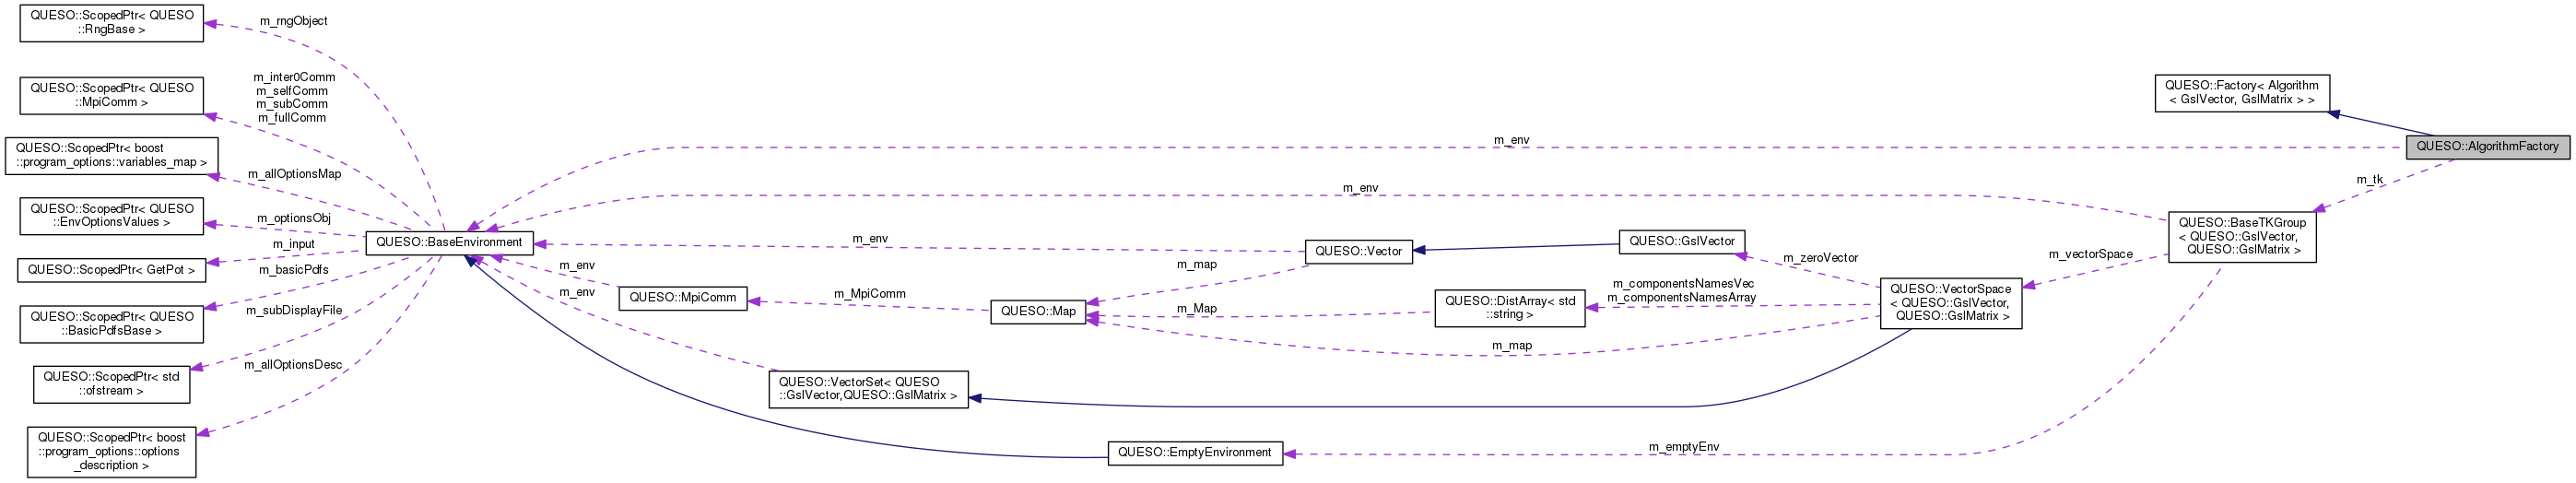 QUESO::ScopedPtr< QUESO
::RngBase >
m_rngObject
QUESO::ScopedPtr< QUESO
::MpiComm >
m_inter0Comm
m_selfComm
m_subComm
m_fullComm
QUESO::ScopedPtr< boost
::program_options::variables_map >
m_allOptionsMap
QUESO::ScopedPtr< QUESO
::EnvOptionsValues >
m_optionsObj
QUESO::ScopedPtr< GetPot >
m_input
QUESO::ScopedPtr< QUESO
::BasicPdfsBase >
m_basicPdfs
QUESO::ScopedPtr< std
::ofstream >
m_subDisplayFile
QUESO::ScopedPtr< boost
::program_options::options
_description >
m_allOptionsDesc
QUESO::BaseEnvironment
m_env
m_env
m_env
QUESO::MpiComm
QUESO::VectorSet< QUESO
::GslVector,QUESO::GslMatrix >
m_MpiComm
QUESO::Map
QUESO::EmptyEnvironment
m_map
m_Map
QUESO::Vector
m_env
m_env
QUESO::DistArray< std
::string >
m_map
QUESO::GslVector
m_componentsNamesVec
m_componentsNamesArray
m_emptyEnv
m_zeroVector
QUESO::VectorSpace
< QUESO::GslVector,
QUESO::GslMatrix >
m_vectorSpace
QUESO::Factory< Algorithm
< GslVector, GslMatrix > >
QUESO::BaseTKGroup
< QUESO::GslVector,
QUESO::GslMatrix >
m_tk
QUESO::AlgorithmFactory